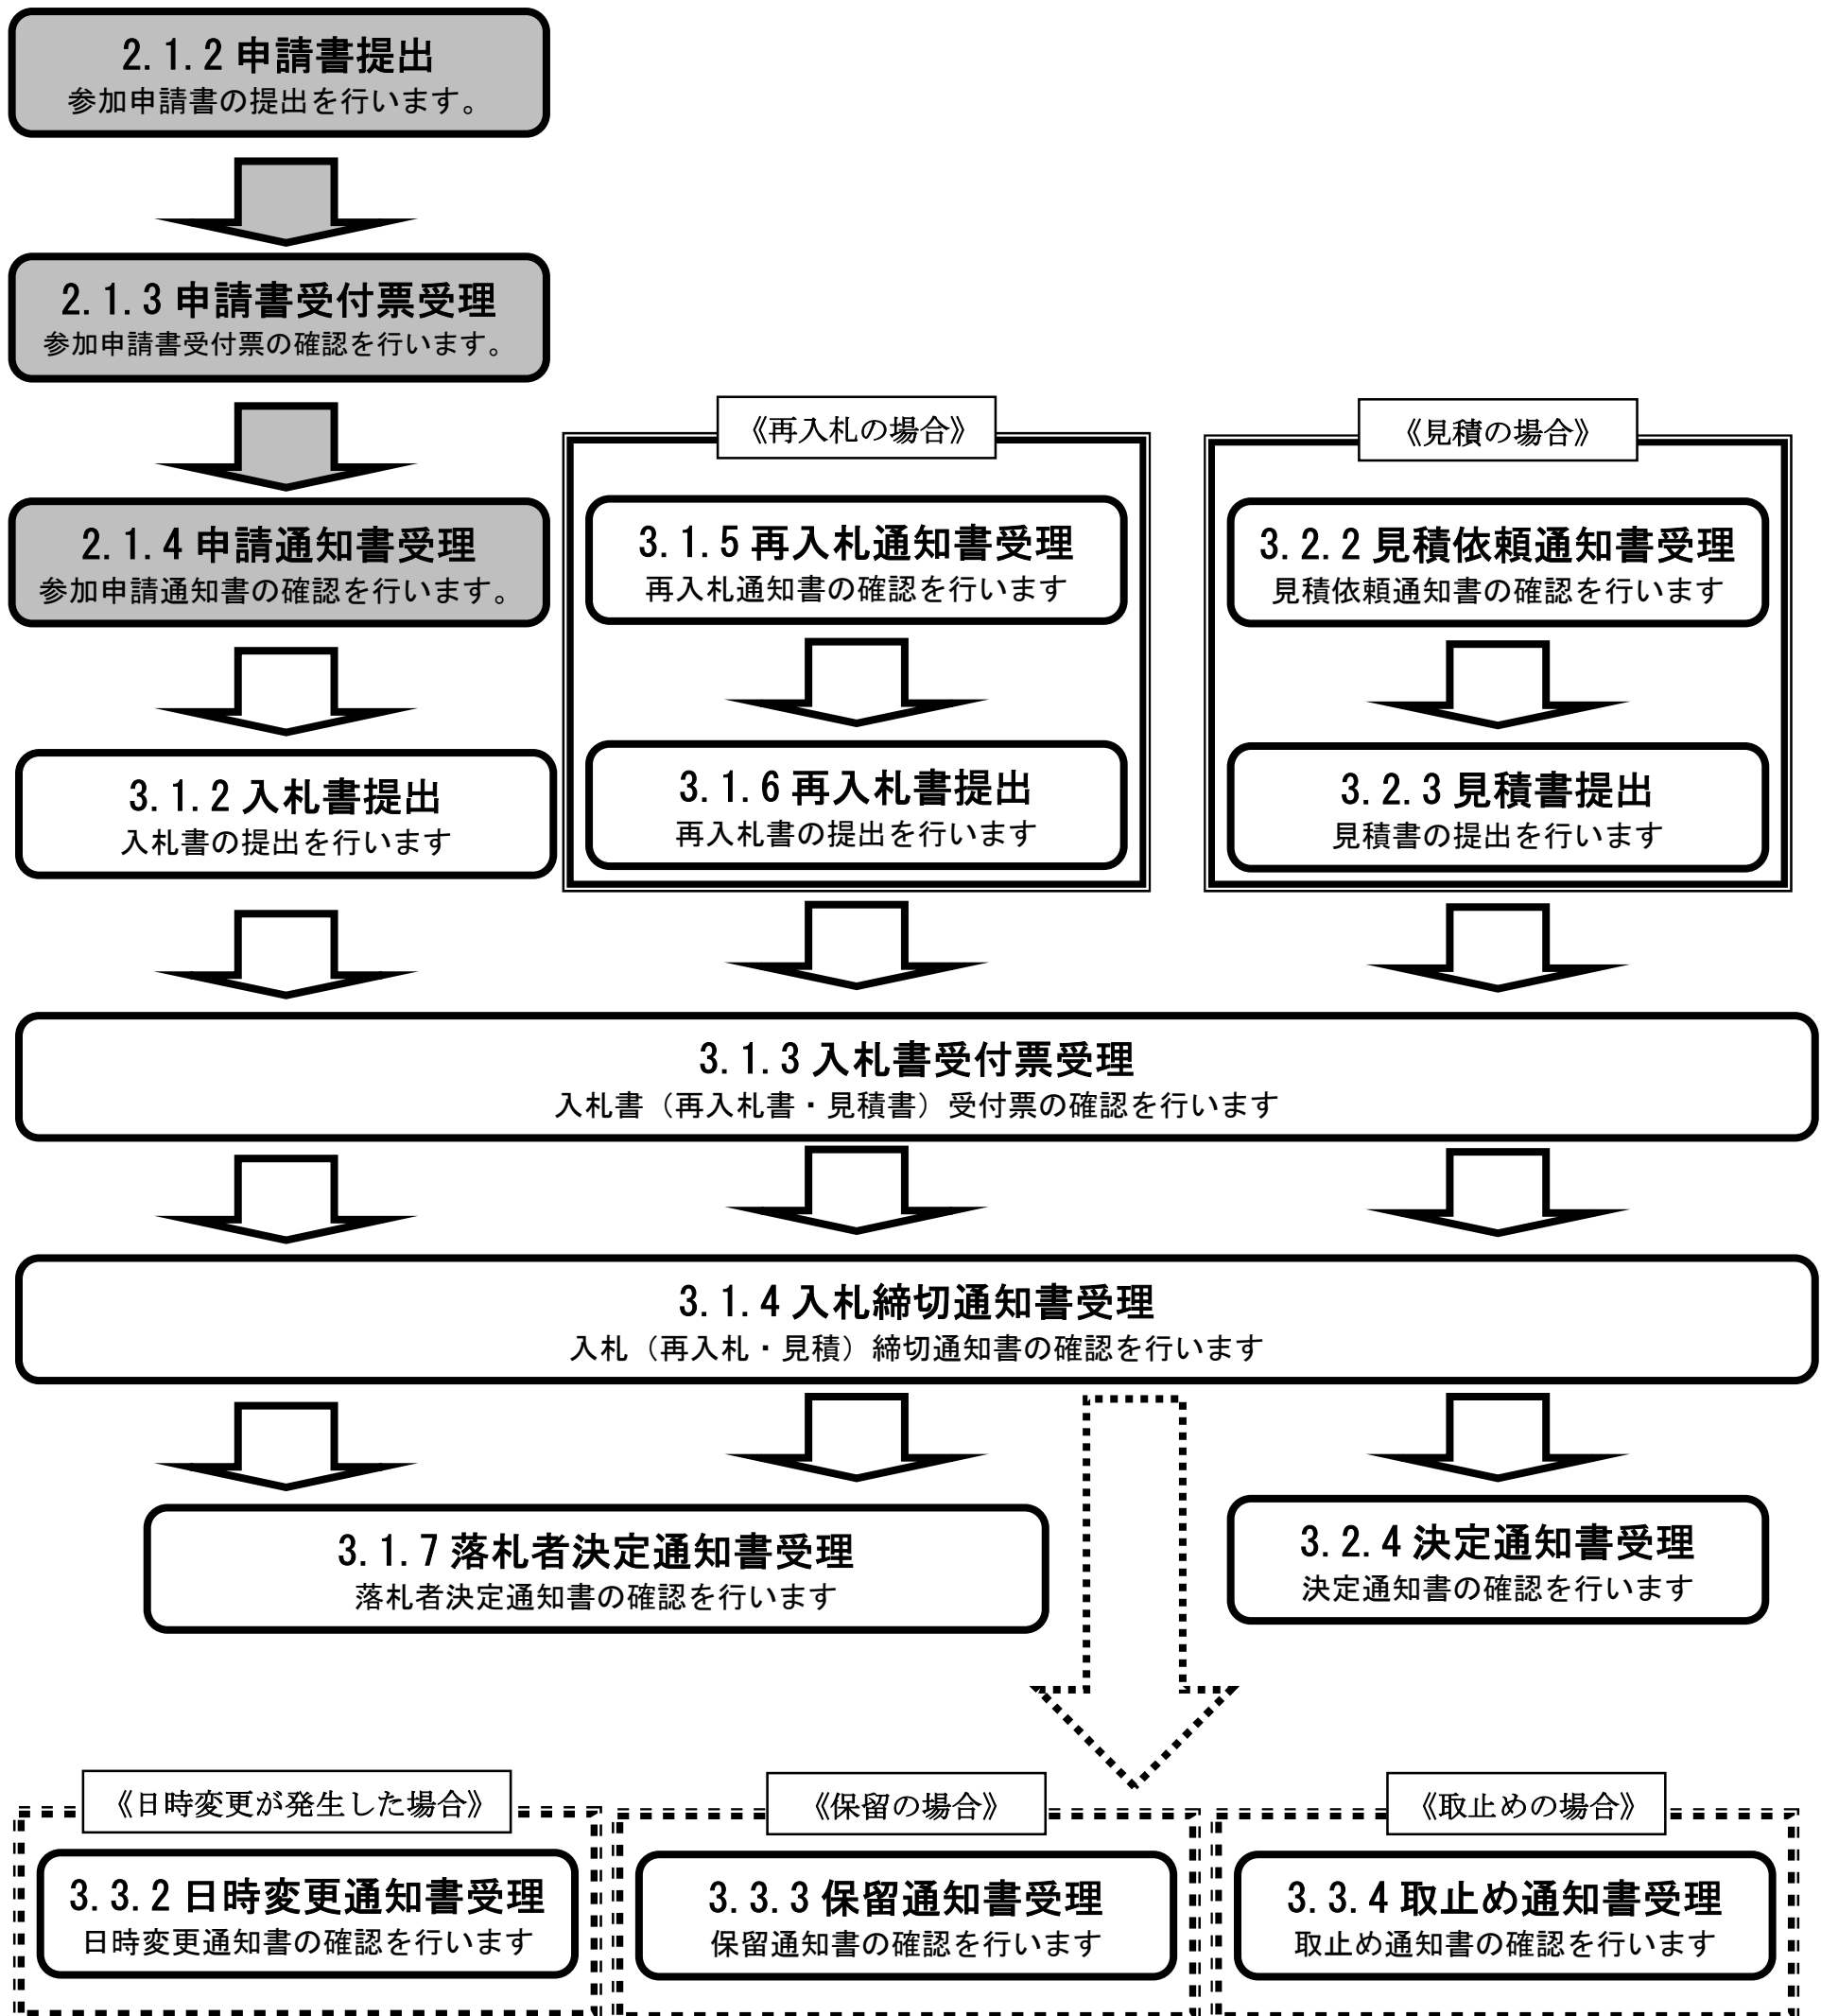 2.1.2 申請書提出
参加申請書の提出を行います。
2.1.3 申請書受付票受理
参加申請書受付票の確認を行います。
2.1.4 申請通知書受理
参加申請通知書の確認を行います。
3.1.2 入札書提出
入札書の提出を行います
《再入札の場合》
3.1.5 再入札通知書受理
再入札通知書の確認を行います
3.1.6 再入札書提出
再入札書の提出を行います
《見積の場合》
3.2.2 見積依頼通知書受理
見積依頼通知書の確認を行います
3.2.3 見積書提出
見積書の提出を行います
3.1.3 入札書受付票受理
入札書（再入札書・見積書）受付票の確認を行います
3.1.4 入札締切通知書受理
入札（再入札・見積）締切通知書の確認を行います
3.1.7 落札者決定通知書受理
落札者決定通知書の確認を行います
3.2.4 決定通知書受理
決定通知書の確認を行います
《日時変更が発生した場合》
3.3.2 日時変更通知書受理
日時変更通知書の確認を行います
《保留の場合》
3.3.3 保留通知書受理
保留通知書の確認を行います
《取止めの場合》
3.3.4 取止め通知書受理
取止め通知書の確認を行います